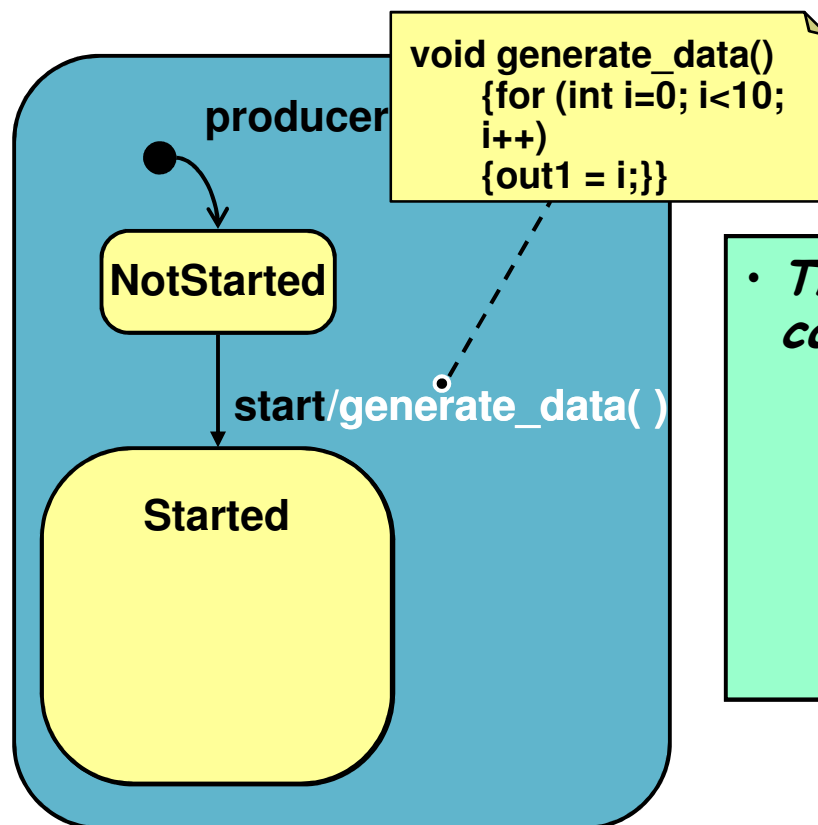 void generate_data()
{for (int i=0; i<10;
i++)
{out1 = i;}}
producer
NotStarted
start/generate_data( )
Started